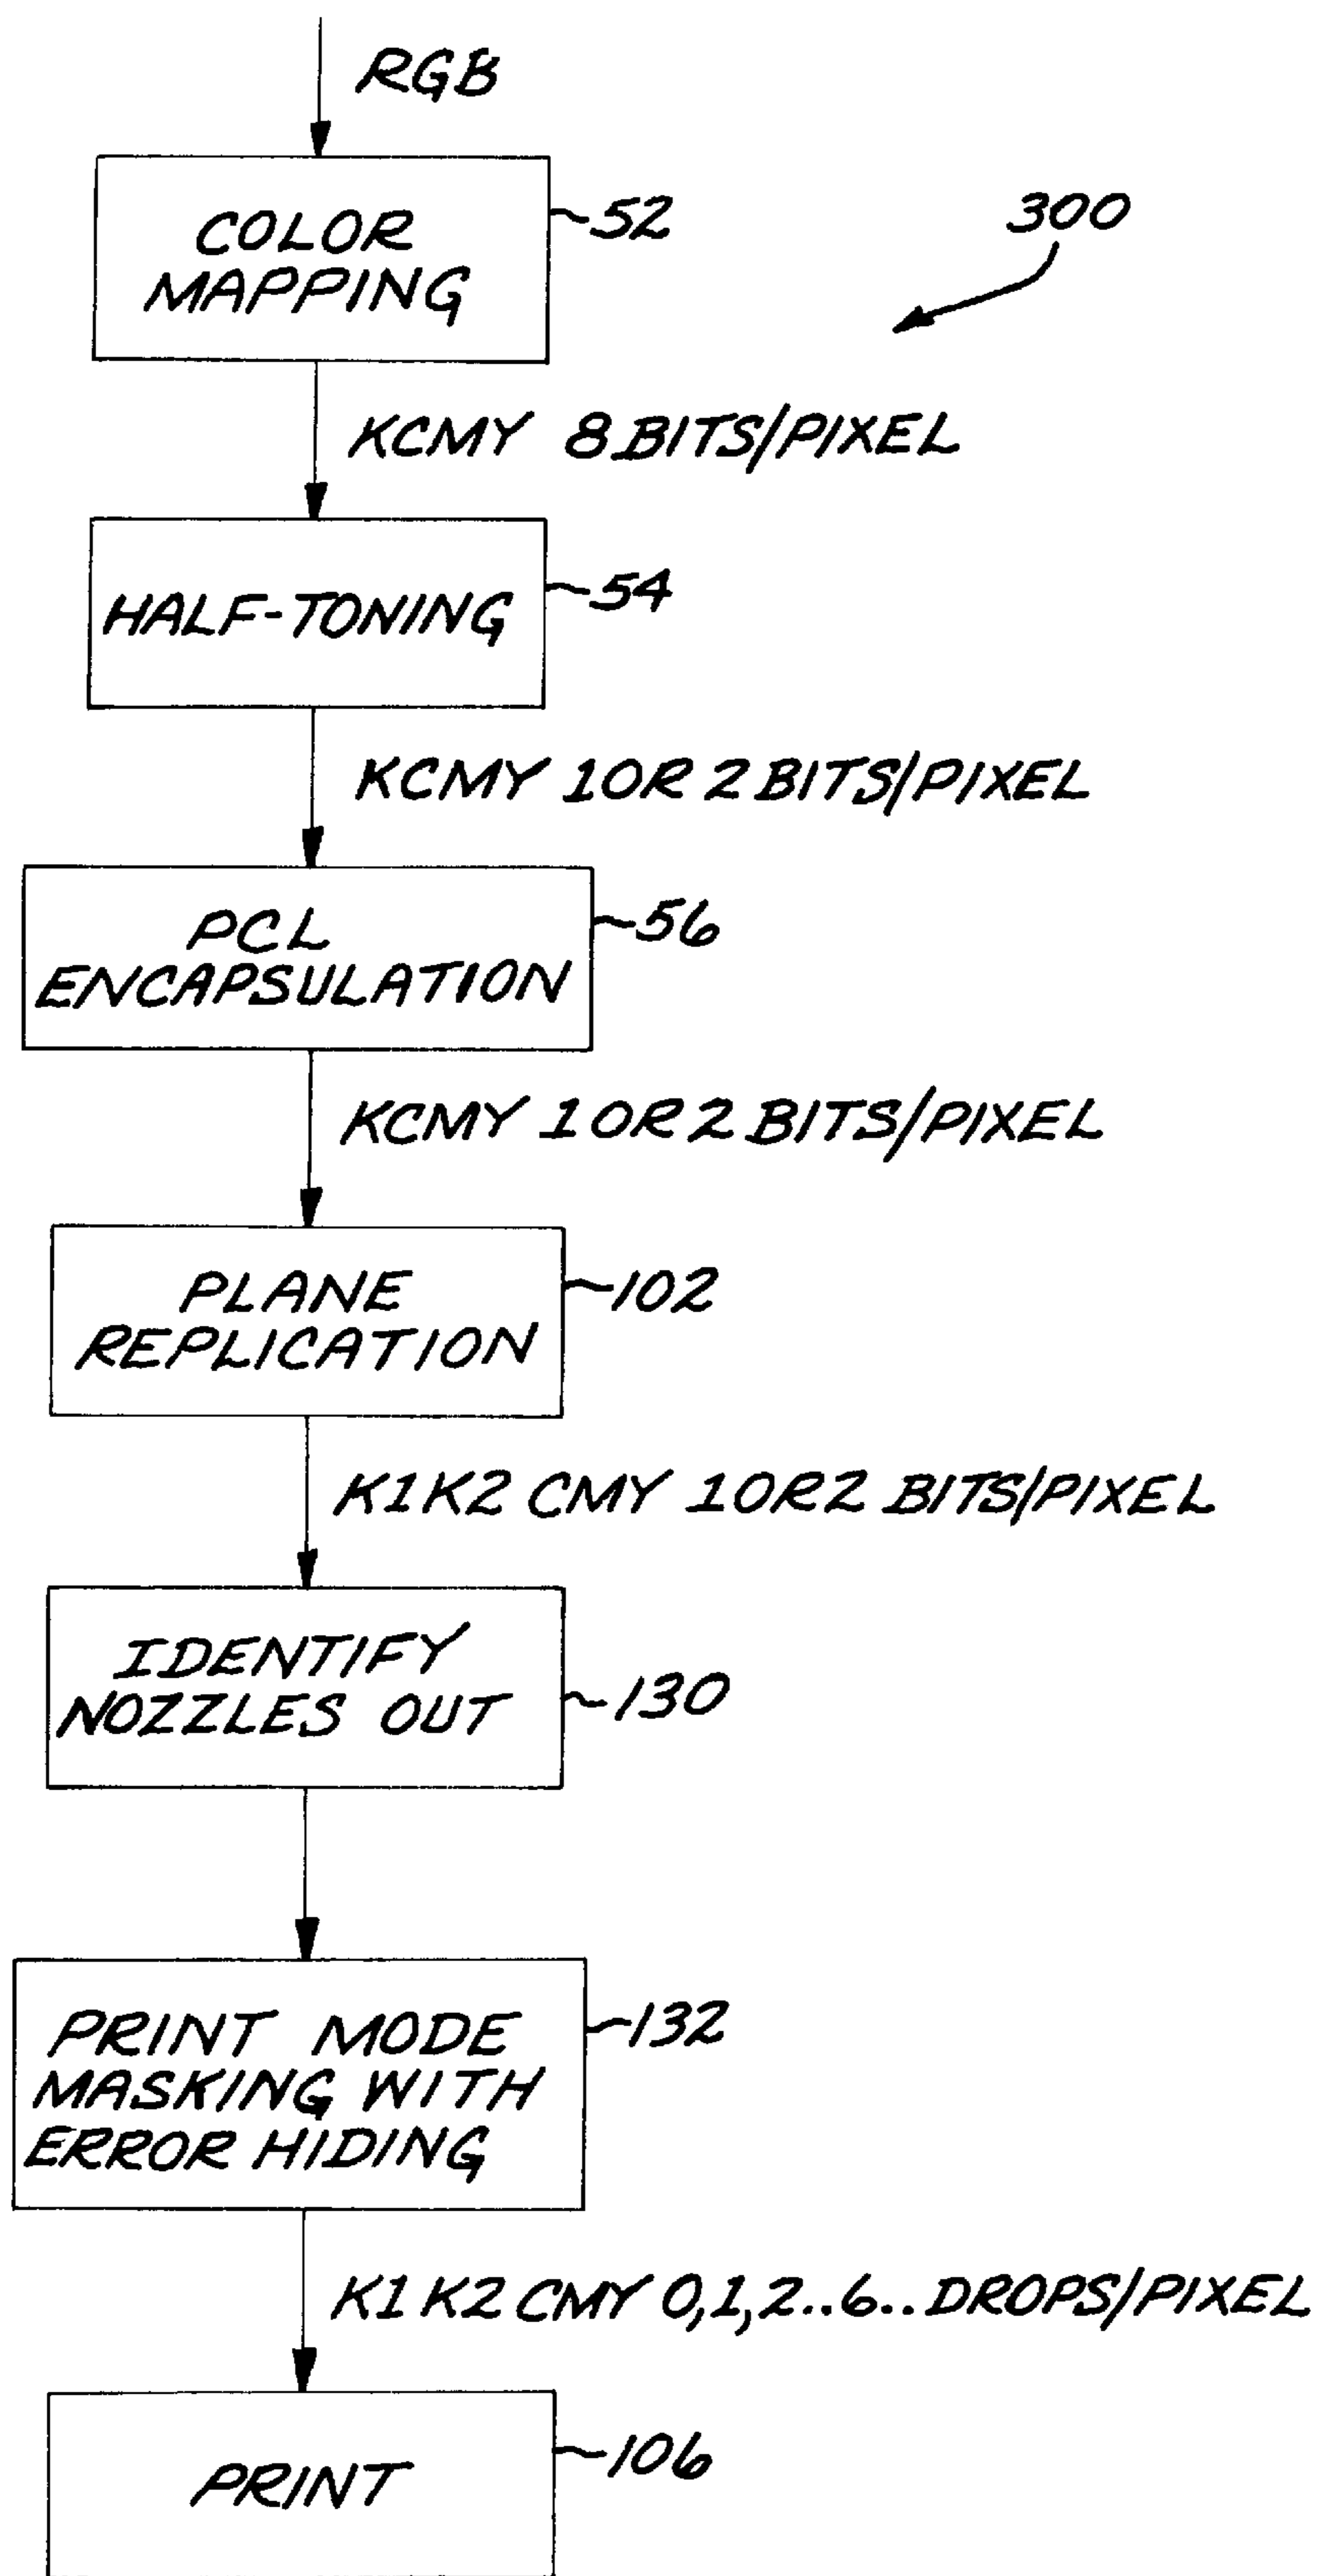 RGB
COLOR
MAPPING
52
300
KCMY 8 BITS/PIXEL
HALF-TONING
54
KCMY 1 OR 2 BITS/PIXEL
PCL
ENCAPSULATION
56
KCMY 1 OR 2 BITS/PIXEL
PLANE
REPLICATION
102
K1 K2 CMY 1 OR 2 BITS/PIXEL
IDENTIFY
NOZZLES OUT
130
PRINT MODE
MASKING WITH
ERROR HIDING
132
K1 K2 CMY 0,1,2..6.. DROPS/PIXEL
PRINT
106